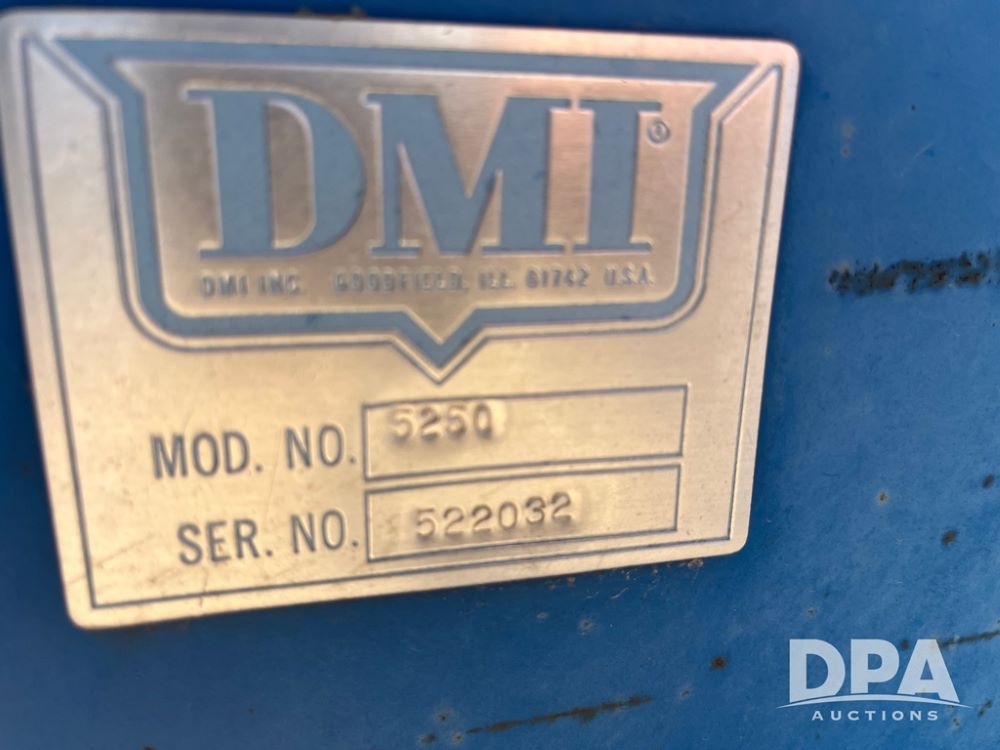 DMI®
DMI INC. GOODFIELD, ILL. 61742 U.S.A.
MOD. NO. 5250
SER. NO. 522032
DPA
AUCTIONS